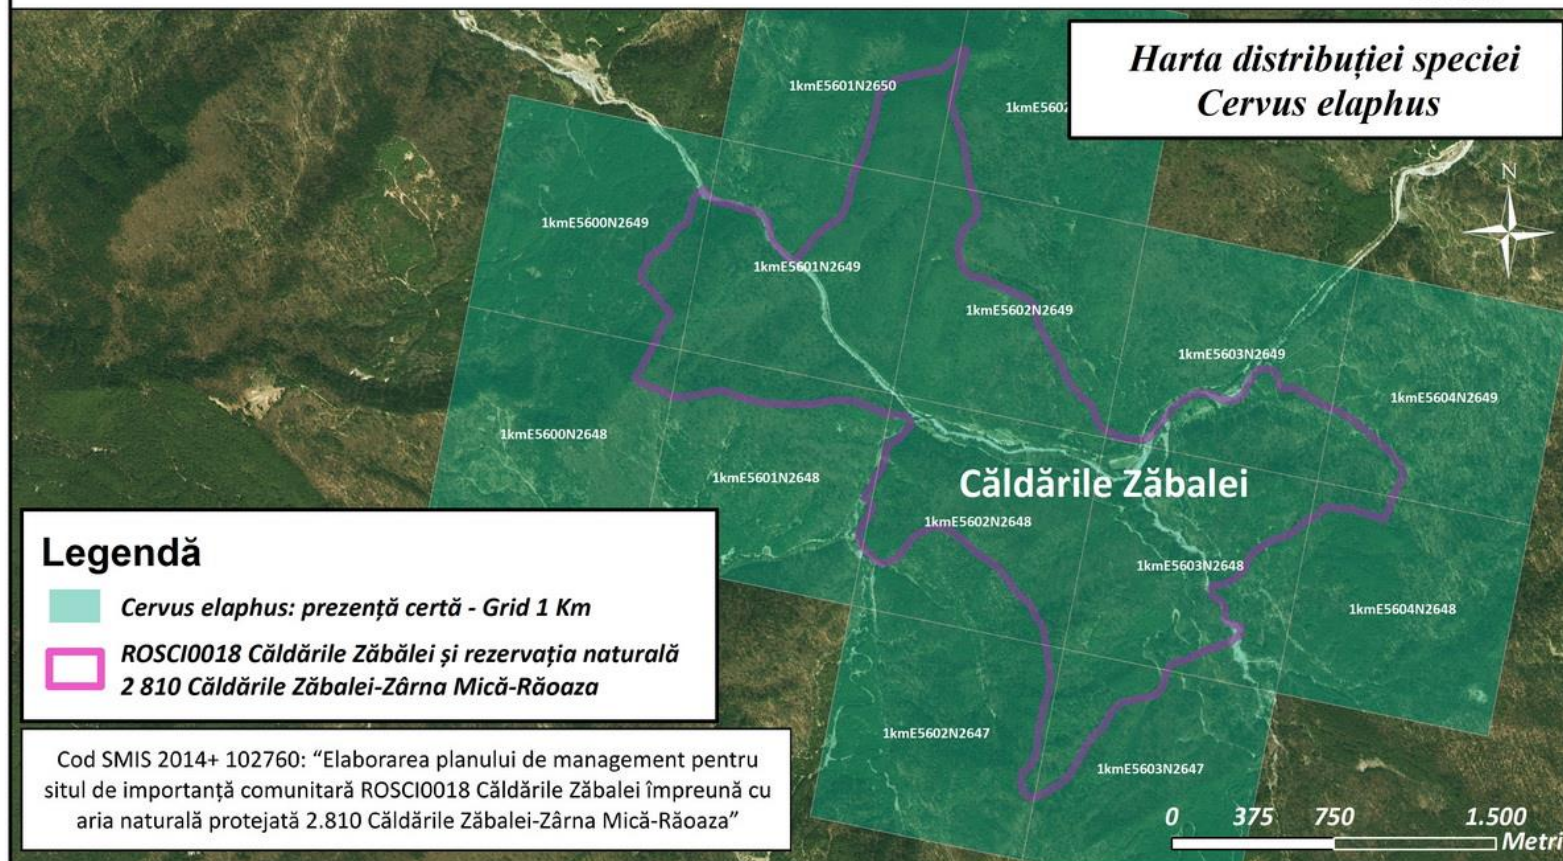 Harta distribuției speciei
Cervus elaphus
1kmE5601N2650
1kmE5602
N
1kmE5600N2649
1kmE5601N2649
1kmE5602N2649
1kmE5603N2649
1kmE5604N2649
1kmE5600N2648
1kmE5601N2648
Căldările Zăbalei
1kmE5602N2648
1kmE5603N2648
1kmE5604N2648
1kmE5602N2647
1kmE5603N2647
Legendă
Cervus elaphus: prezență certă - Grid 1 Km
ROSCI0018 Căldările Zăbălei și rezervația naturală
2 810 Căldările Zăbalei-Zârna Mică-Răoaza
Cod SMIS 2014+ 102760: “Elaborarea planului de management pentru
situl de importanță comunitară ROSCI0018 Căldările Zăbalei împreună cu
aria naturală protejată 2.810 Căldările Zăbalei-Zârna Mică-Răoaza”
0 375 750 1.500
Metri